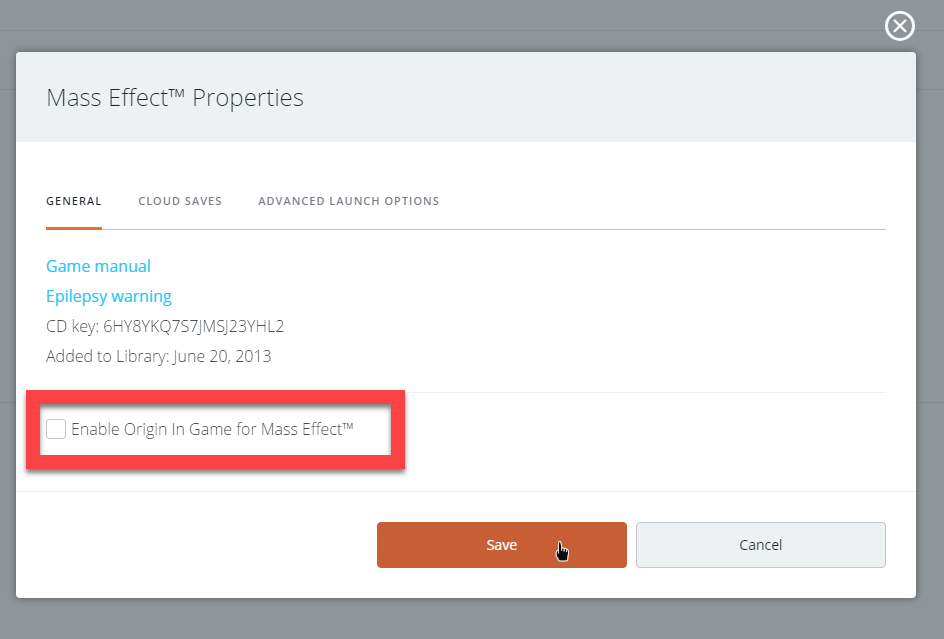 Mass Effect™ Properties
GENERAL CLOUD SAVES ADVANCED LAUNCH OPTIONS
Game manual
Epilepsy warning
CD key: 6HY8YKQ7S7JMSJ23YHL2
Added to Library: June 20, 2013
Enable Origin In Game for Mass Effect™
Save Cancel